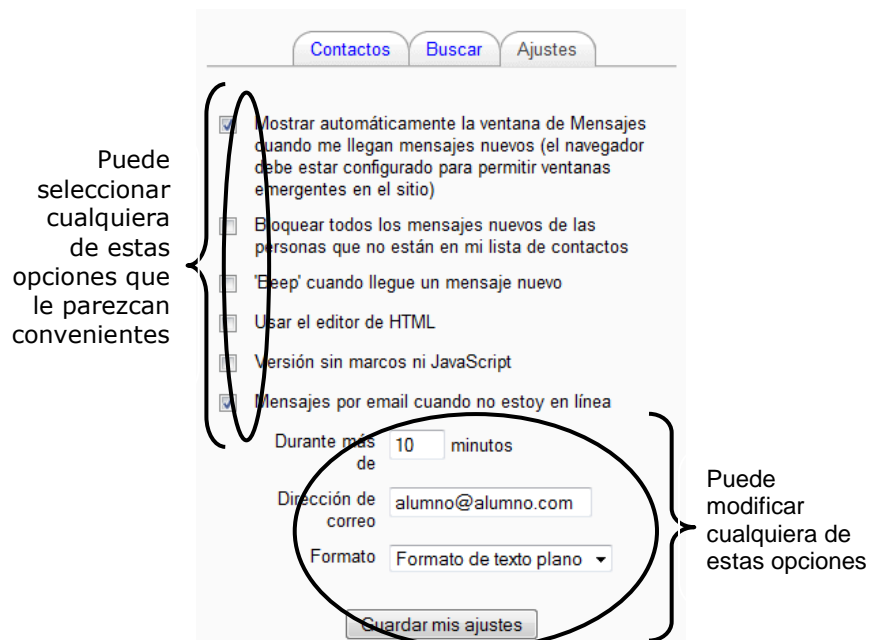 Contactos Buscar Ajustes
Puede
seleccionar
cualquiera
de estas
opciones que
le parezcan
convenientes
Mostrar automáticamente la ventana de Mensajes
cuando me llegan mensajes nuevos (el navegador
debe estar configurado para permitir ventanas
emergentes en el sitio)
Bloquear todos los mensajes nuevos de las
personas que no están en mi lista de contactos
'Beep' cuando llegue un mensaje nuevo
Usar el editor de HTML
Versión sin marcos ni JavaScript
Mensajes por email cuando no estoy en línea
Durante más
de
10 minutos
Dirección de
correo
alumno@alumno.com
Formato Formato de texto plano
Guardar mis ajustes
Puede
modificar
cualquiera de
estas opciones